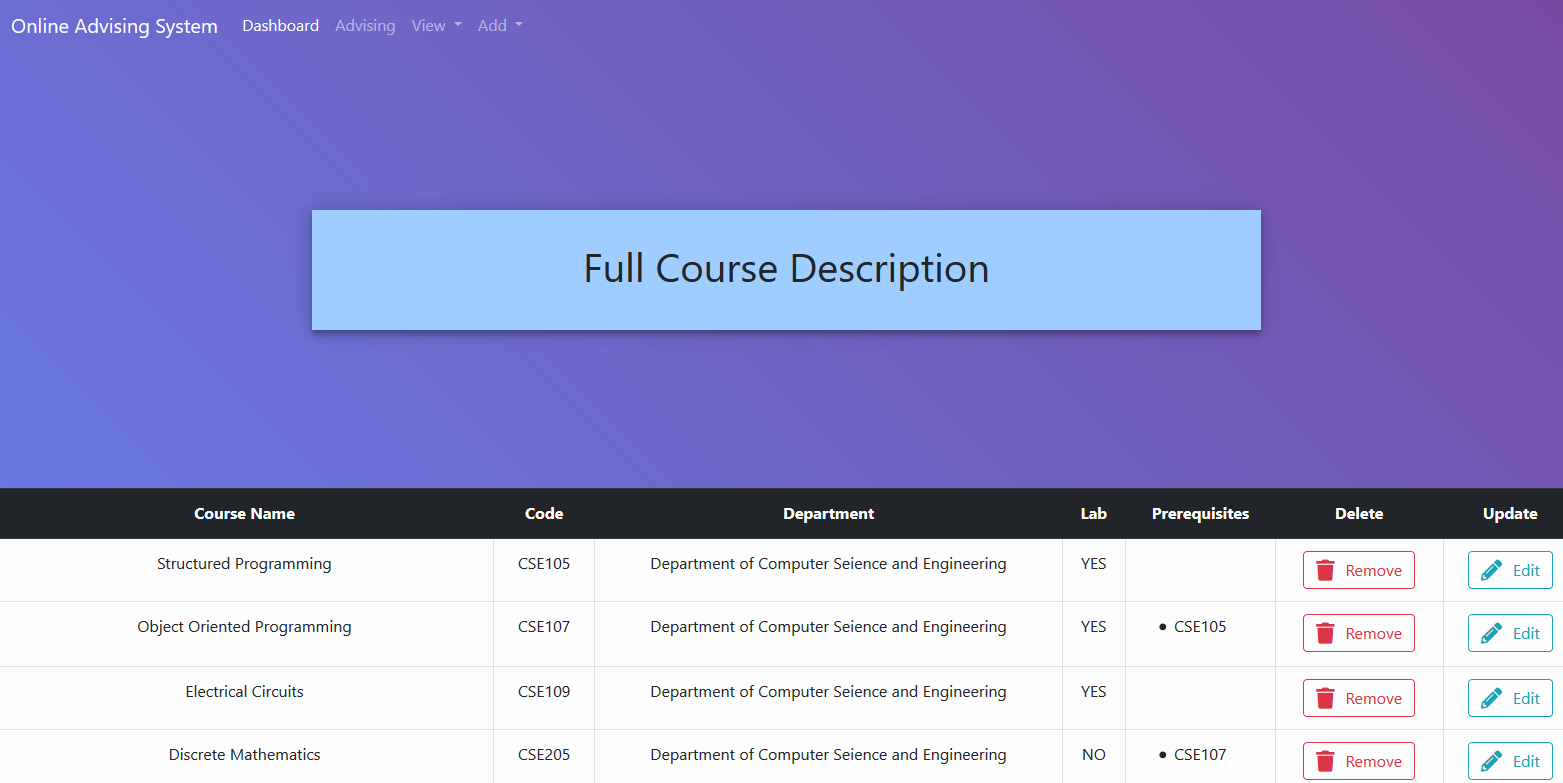 Online Advising System Dashboard Advising View Add
Full Course Description
Course Name Code Department Lab Prerequisites Delete Update
Structured Programming CSE105 Department of Computer Seience and Engineering YES Remove Edit
Object Oriented Programming CSE107 Department of Computer Seience and Engineering YES • CSE105 Remove Edit
Electrical Circuits CSE109 Department of Computer Seience and Engineering YES Remove Edit
Discrete Mathematics CSE205 Department of Computer Seience and Engineering NO • CSE107 Remove Edit